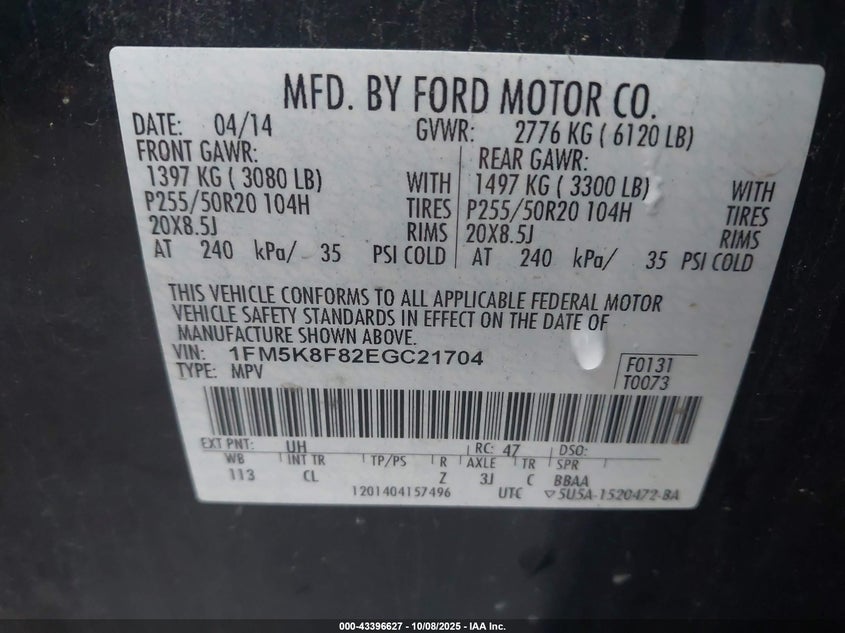 MFD. BY FORD MOTOR CO.
DATE: 04/14 GVWR: 2776 KG ( 6120 LB)
FRONT GAWR: REAR GAWR:
1397 KG ( 3080 LB) WITH 1497 KG ( 3300 LB) WITH
P255/50R20 104H TIRES P255/50R20 104H TIRES
20X8.5J RIMS 20X8.5J RIMS
AT 240 kPa/ 35 PSI COLD AT 240 kPa/ 35 PSI COLD
THIS VEHICLE CONFORMS TO ALL APPLICABLE FEDERAL MOTOR
VEHICLE SAFETY STANDARDS IN EFFECT ON THE DATE OF
MANUFACTURE SHOWN ABOVE.
VIN: 1FM5K8F82EGC21704
TYPE: MPV
F0131
T0073
EXT PNT: UH RC: 47 DSO:
WB INT TR TP/PS R AXLE TR SPR
113 CL Z 3J C BBAA
1201404157496 UTC ▽5U5A-1520472-BA
000-43396627 - 10/08/2025 - IAA Inc.